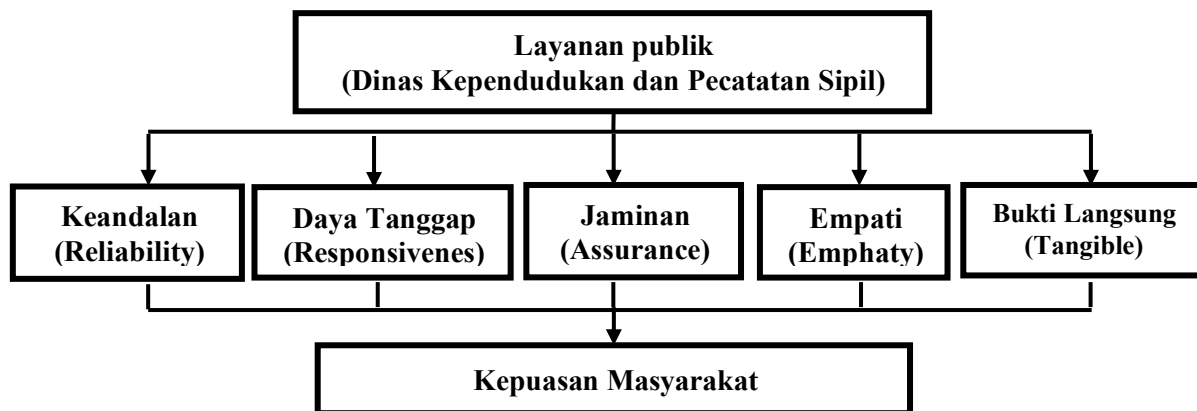 Layanan publik
(Dinas Kependudukan dan Pecatatan Sipil)
Keandalan
(Reliability)
Daya Tanggap
(Responsivenes)
Jaminan
(Assurance)
Empati
(Emphaty)
Bukti Langsung
(Tangible)
Kepuasan Masyarakat